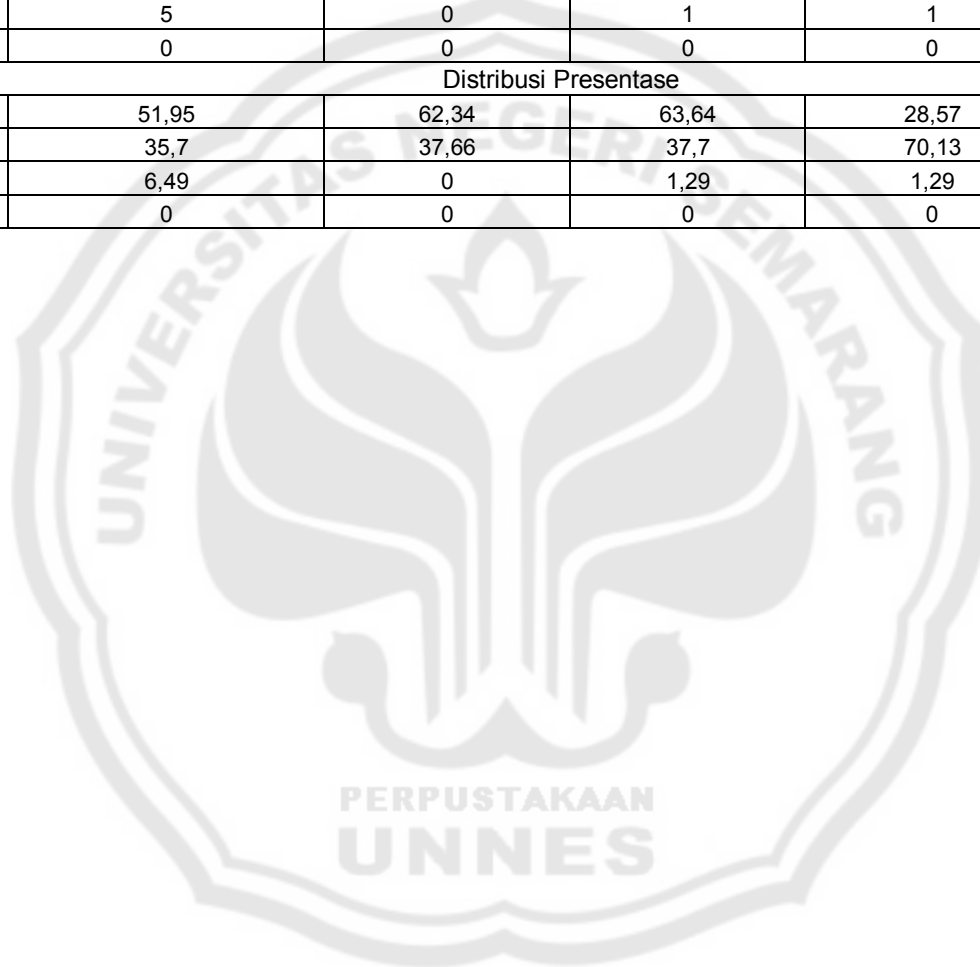 5 0 1 1
0 0 0 0
Distribusi Presentase
51,95 62,34 63,64 28,57
35,7 37,66 37,7 70,13
6,49 0 1,29 1,29
0 0 0 0
UNIVERSITAS NEGERI SEMARANG
PERPUSTAKAAN
UNNES